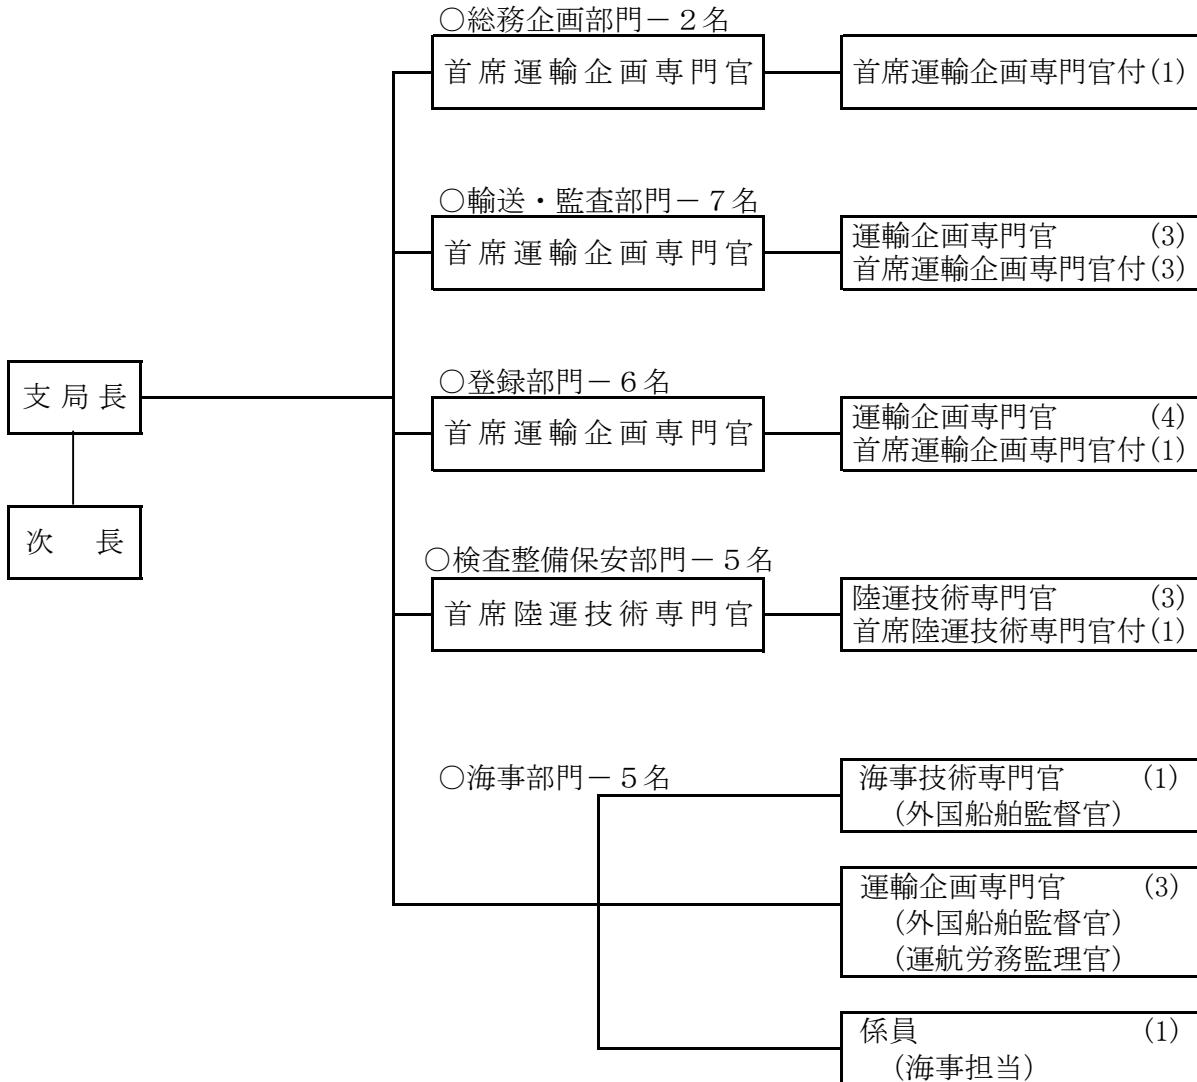 ○総務企画部門－２名
首席運輸企画専門官
首席運輸企画専門官付(1)
○輸送・監査部門－７名
首席運輸企画専門官
運輸企画専門官 (3)
首席運輸企画専門官付(3)
○登録部門－６名
首席運輸企画専門官
運輸企画専門官 (4)
首席運輸企画専門官付(1)
支局長
次 長
○検査整備保安部門－５名
首席陸運技術専門官
陸運技術専門官 (3)
首席陸運技術専門官付(1)
○海事部門－５名
海事技術専門官 (1)
(外国船舶監督官)
運輸企画専門官 (3)
(外国船舶監督官)
(運航労務監理官)
係員 (1)
(海事担当)